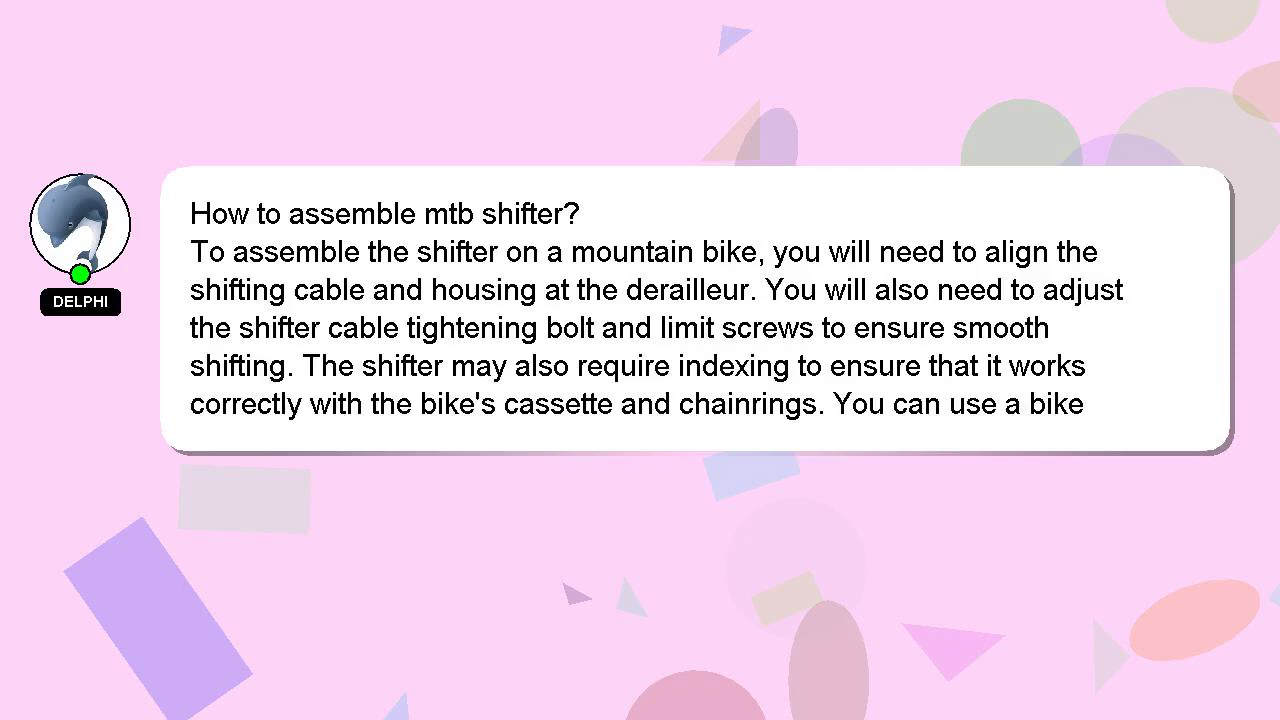 How to assemble mtb shifter?
To assemble the shifter on a mountain bike, you will need to align the
shifting cable and housing at the derailleur. You will also need to adjust
the shifter cable tightening bolt and limit screws to ensure smooth
shifting. The shifter may also require indexing to ensure that it works
correctly with the bike's cassette and chainrings. You can use a bike
DELPHI